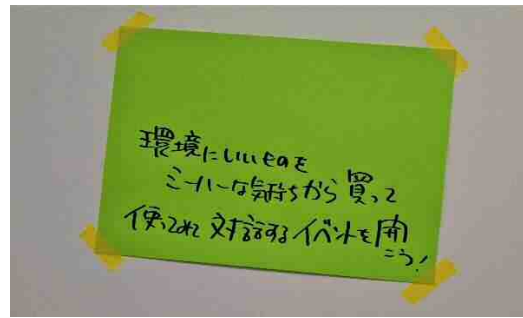 環境にいいものを
ミーハーな気持ちから買って
使ってみて対話するイベントを開
こう!